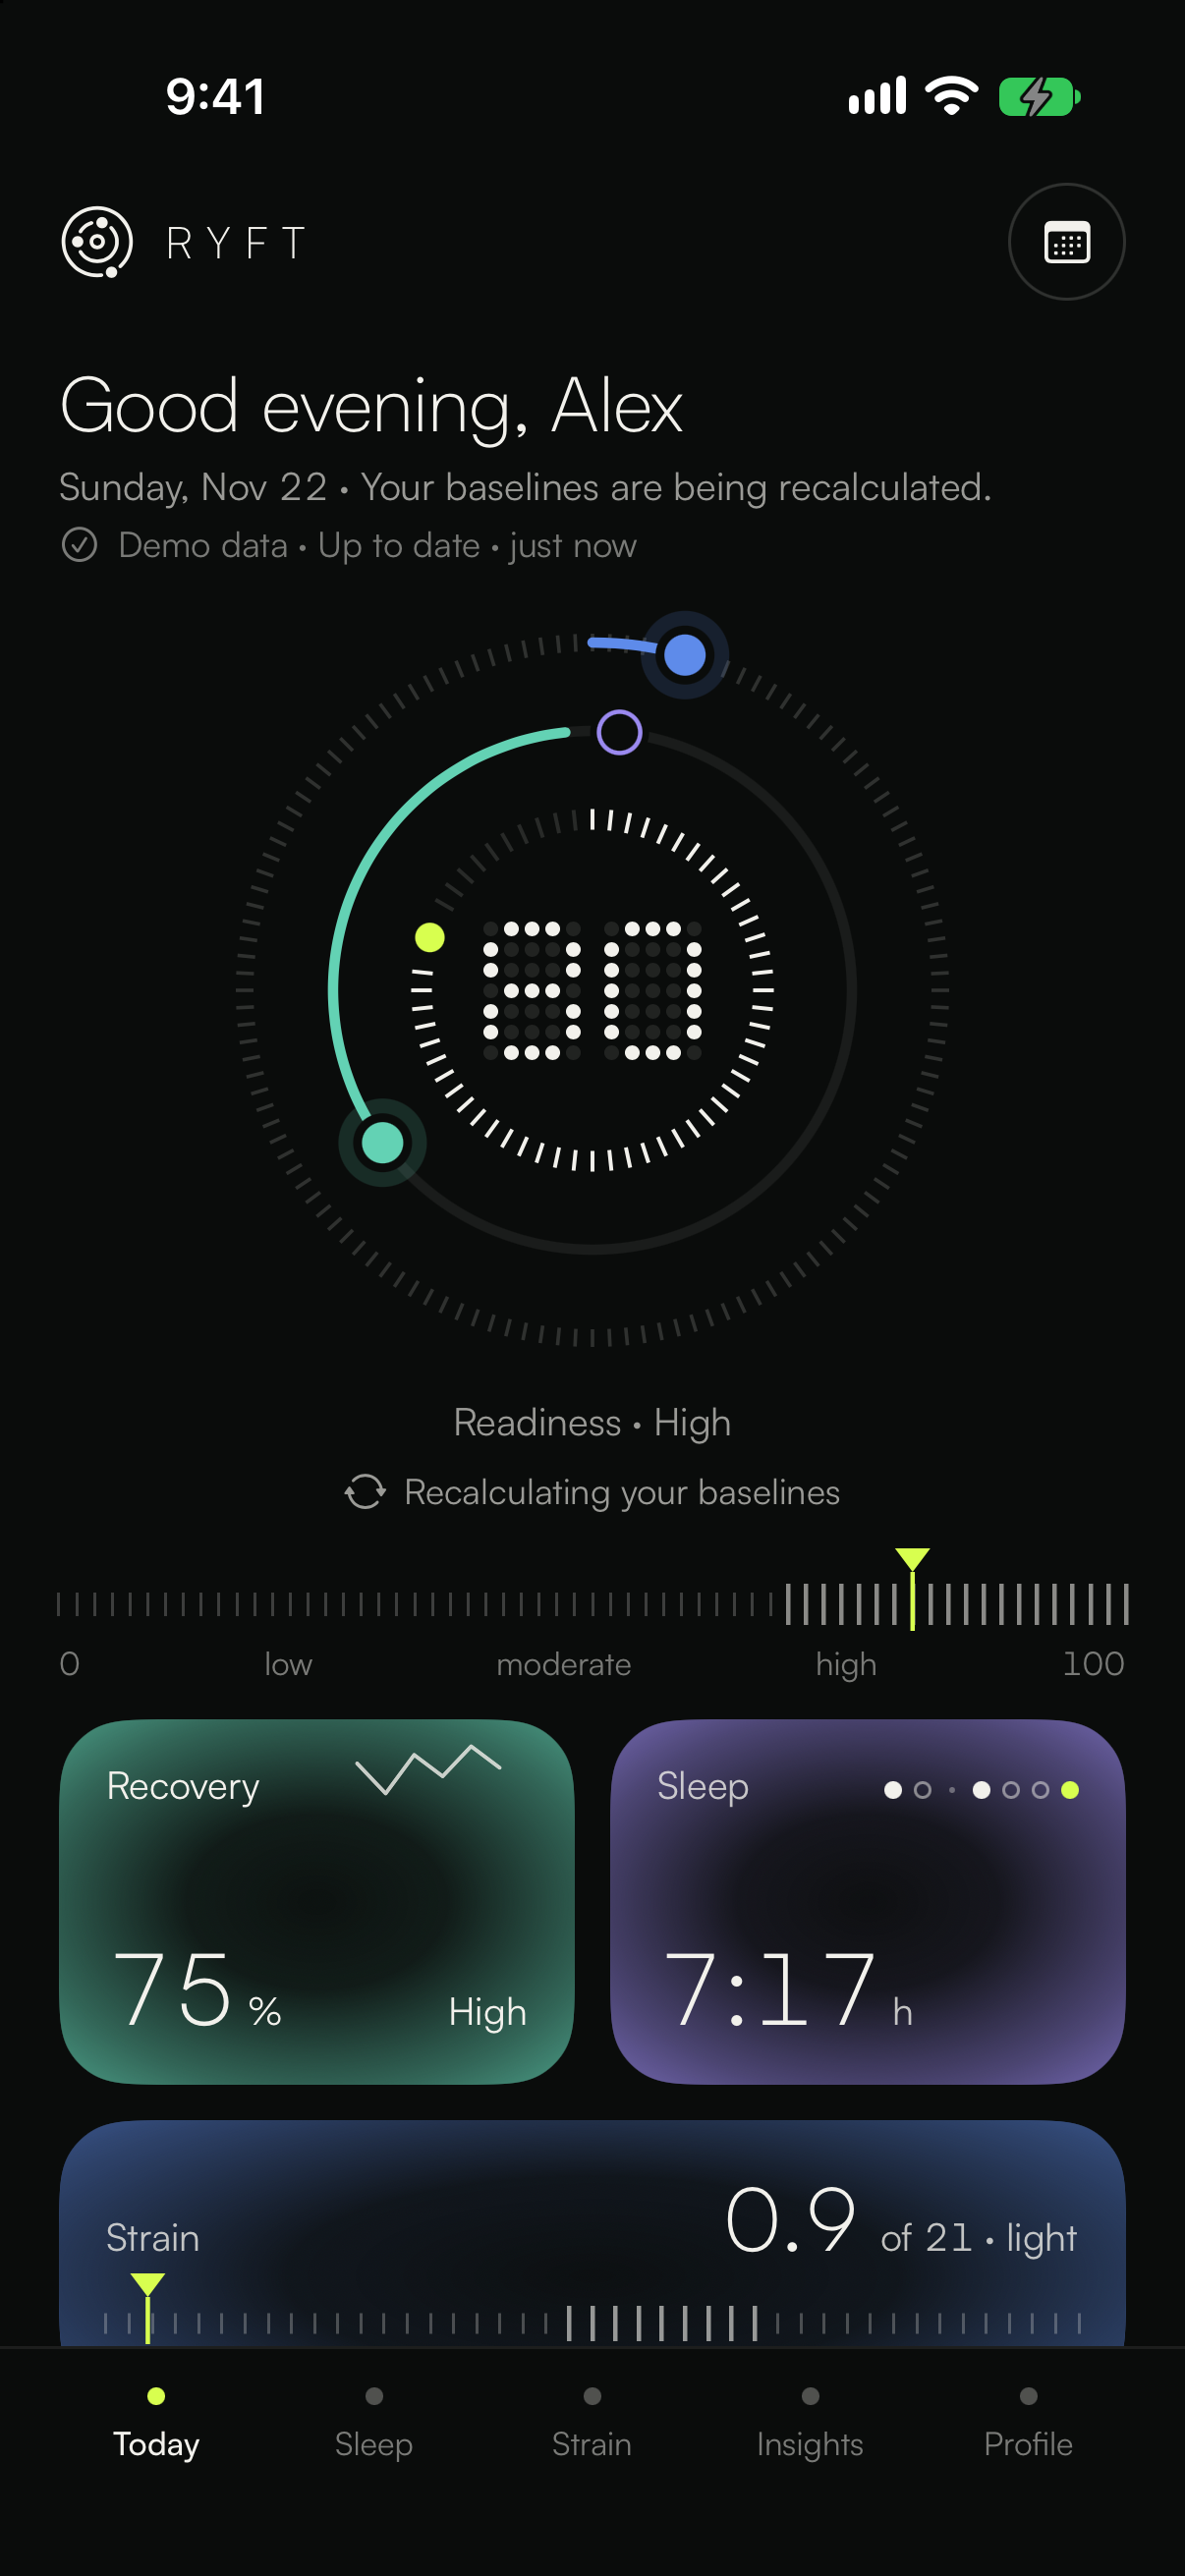 9:41
RYFT
Good evening, Alex
Sunday, Nov 22 · Your baselines are being recalculated.
Demo data · Up to date · just now
80
Readiness · High
Recalculating your baselines
0 low moderate high 100
Recovery
75 % High
Sleep
7:17 h
Strain 0.9 of 21 · light
Today Sleep Strain Insights Profile